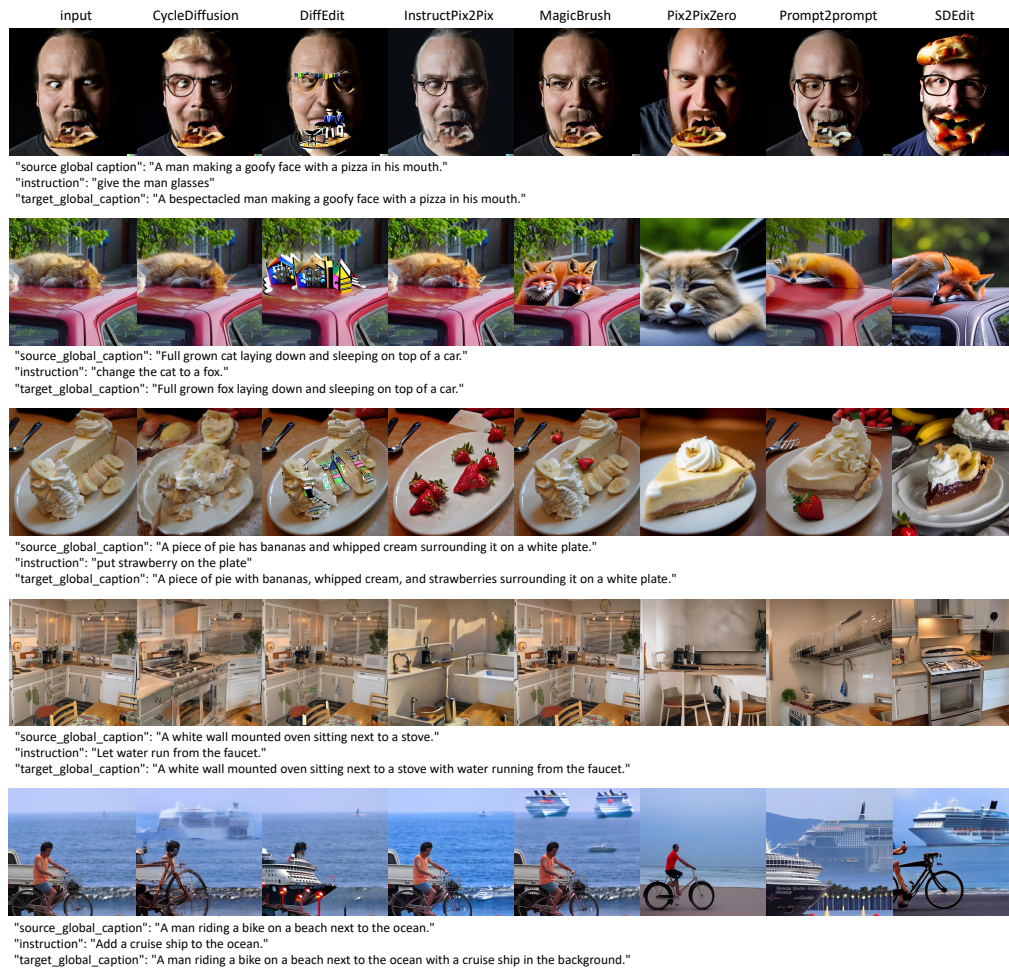 input CycleDiffusion DiffEdit InstructPix2Pix MagicBrush Pix2PixZero Prompt2prompt SDEdit
"source global caption": "A man making a goofy face with a pizza in his mouth."
"instruction": "give the man glasses"
"target_global_caption": "A bespectacled man making a goofy face with a pizza in his mouth."
"source_global_caption": "Full grown cat laying down and sleeping on top of a car."
"instruction": "change the cat to a fox."
"target_global_caption": "Full grown fox laying down and sleeping on top of a car."
"source_global_caption": "A piece of pie has bananas and whipped cream surrounding it on a white plate."
"instruction": "put strawberry on the plate"
"target_global_caption": "A piece of pie with bananas, whipped cream, and strawberries surrounding it on a white plate."
"source_global_caption": "A white wall mounted oven sitting next to a stove."
"instruction": "Let water run from the faucet."
"target_global_caption": "A white wall mounted oven sitting next to a stove with water running from the faucet."
"source_global_caption": "A man riding a bike on a beach next to the ocean."
"instruction": "Add a cruise ship to the ocean."
"target_global_caption": "A man riding a bike on a beach next to the ocean with a cruise ship in the background."